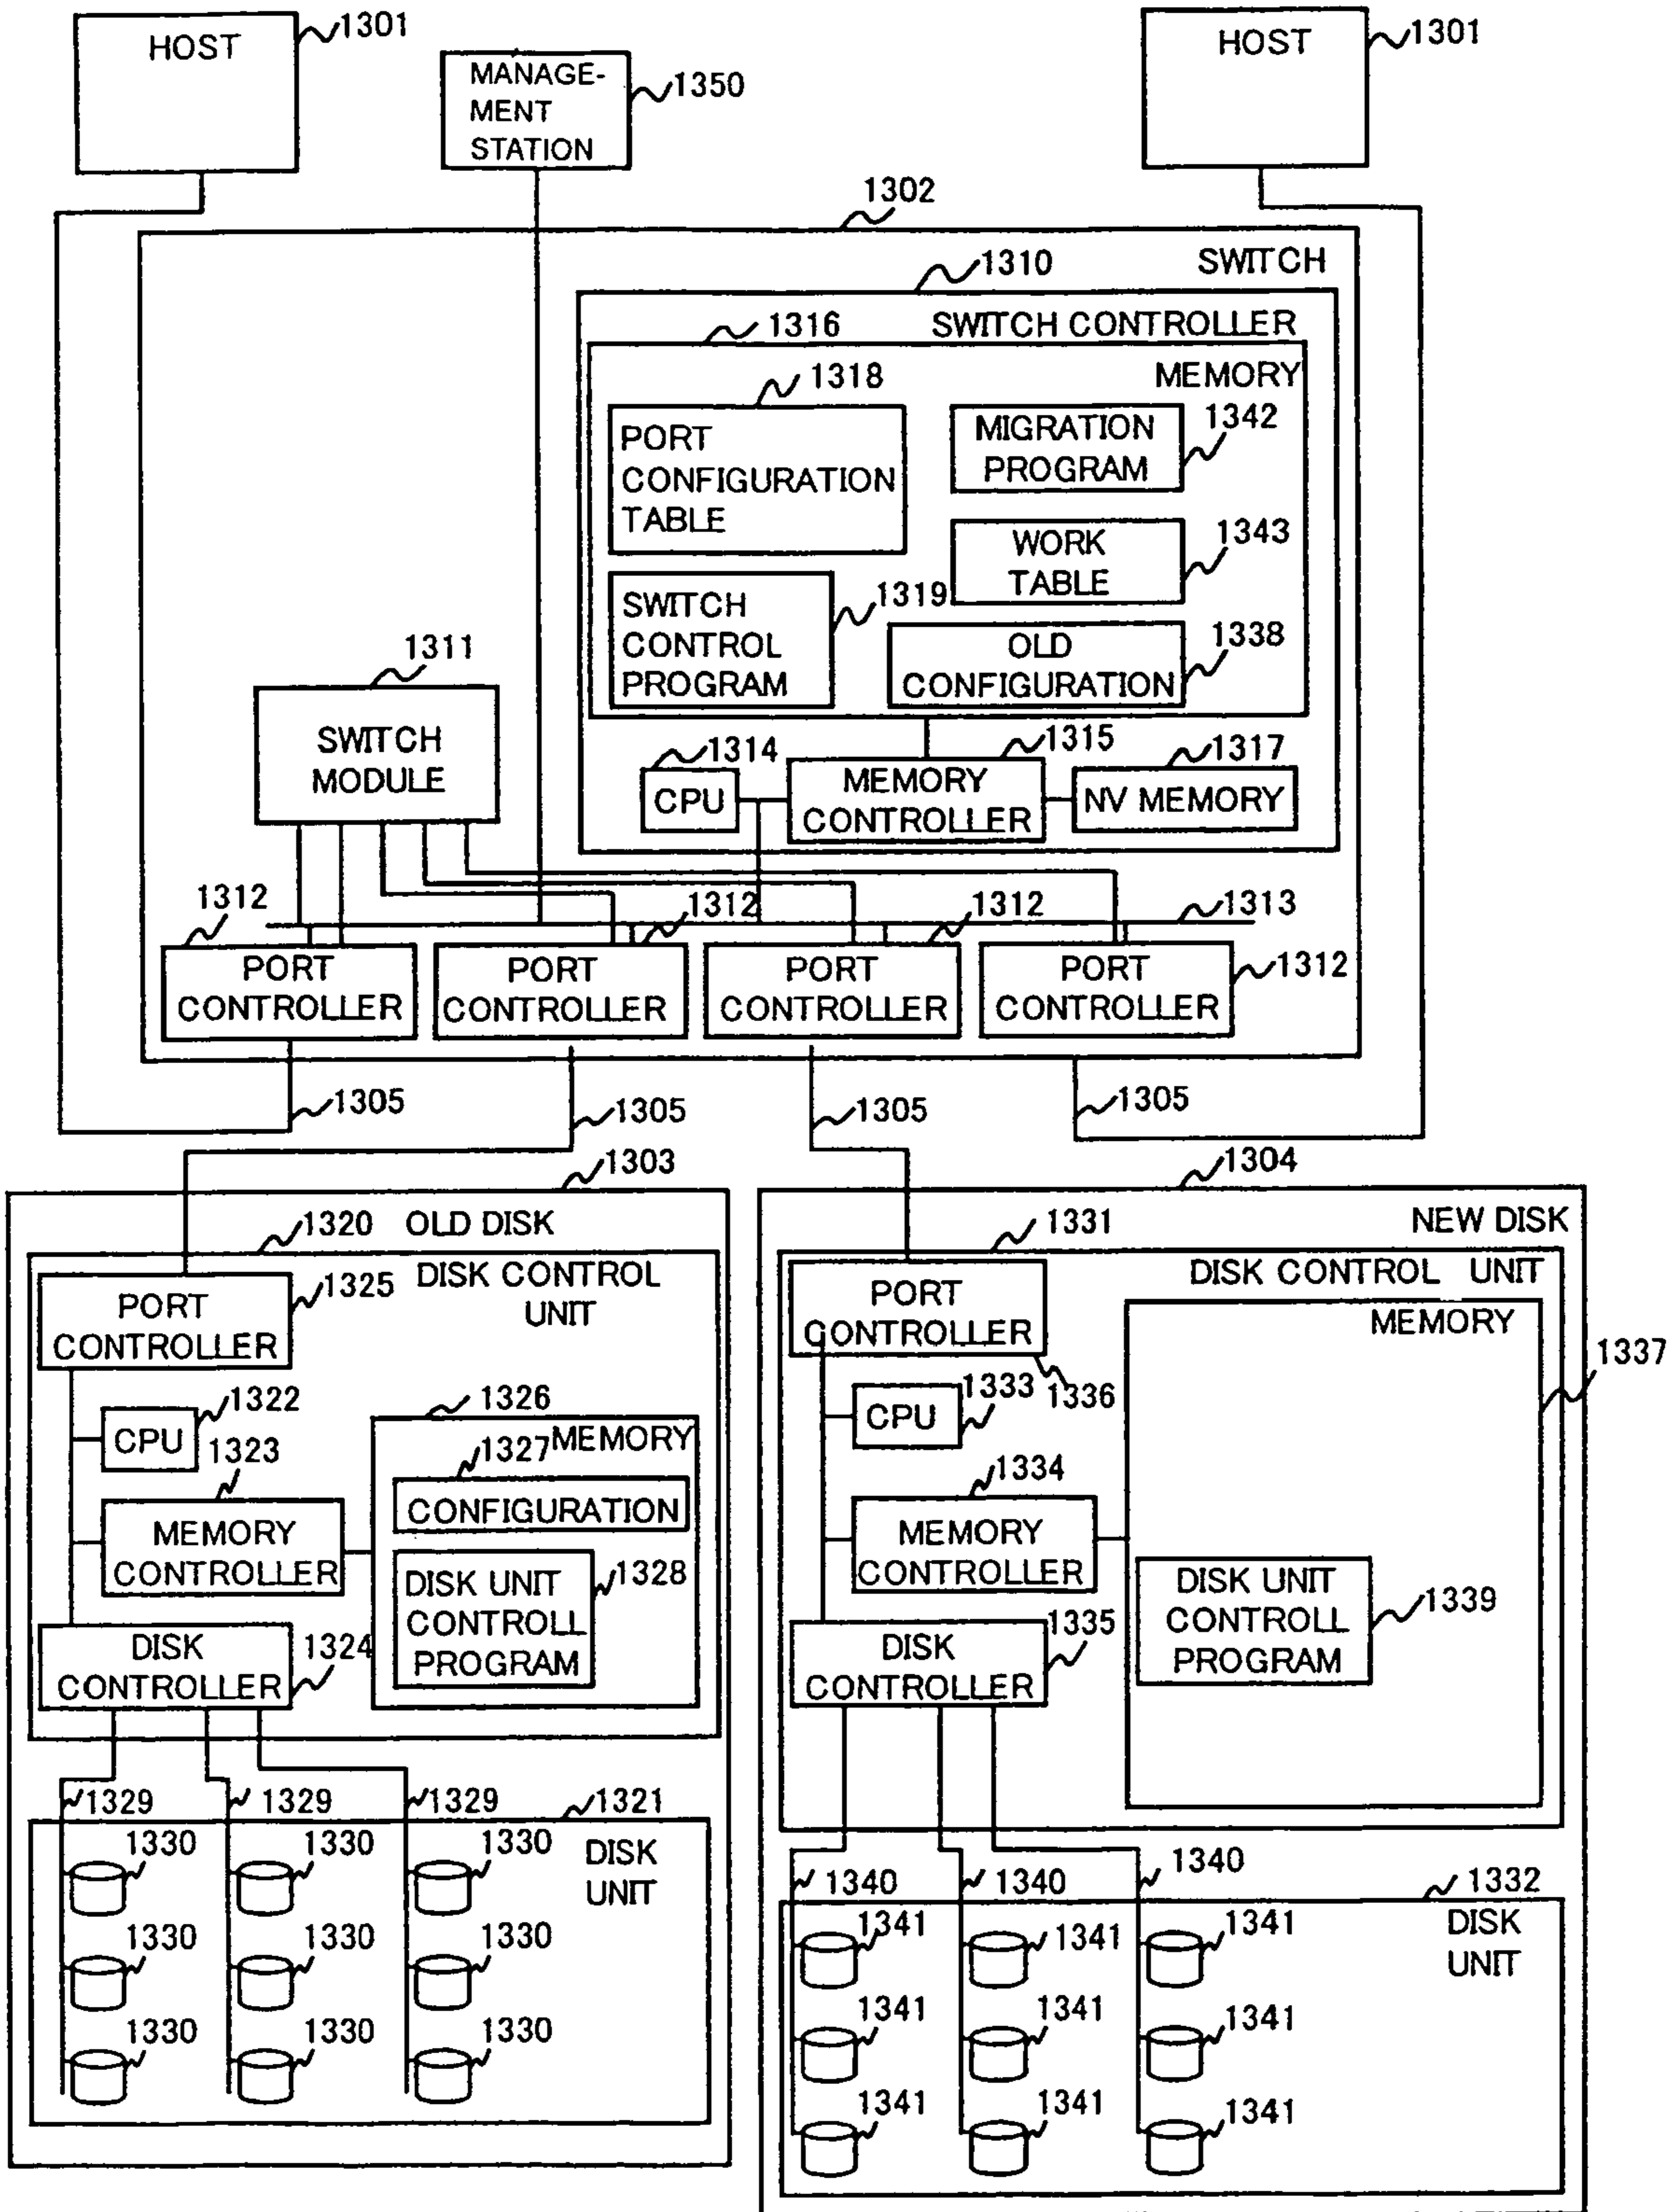 HOST
1301
MANAGE-
MENT
STATION
1350
HOST
1301
1302
SWITCH
1310
SWITCH CONTROLLER
1316
MEMORY
1318
PORT
CONFIGURATION
TABLE
MIGRATION
PROGRAM
1342
WORK
TABLE
1343
SWITCH
CONTROL
PROGRAM
1319
OLD
CONFIGURATION
1338
1311
SWITCH
MODULE
1314
CPU
1315
MEMORY
CONTROLLER
1317
NV MEMORY
1312
1312
1312
1313
PORT
CONTROLLER
PORT
CONTROLLER
PORT
CONTROLLER
PORT
CONTROLLER
1312
1305
1305
1305
1305
1303
OLD DISK
1320
DISK CONTROL
UNIT
PORT
CONTROLLER
1325
CPU
1322
1323
MEMORY
CONTROLLER
1326
MEMORY
1327
CONFIGURATION
DISK UNIT
CONTROLL
PROGRAM
1328
DISK
CONTROLLER
1324
1329
1329
1329
1321
DISK
UNIT
1330
1330
1330
1330
1330
1330
1330
1330
1330
1304
NEW DISK
1331
DISK CONTROL UNIT
PORT
CONTROLLER
1336
MEMORY
1337
CPU
1333
1334
MEMORY
CONTROLLER
DISK UNIT
CONTROLL
PROGRAM
1339
DISK
CONTROLLER
1335
1340
1340
1340
1332
DISK
UNIT
1341
1341
1341
1341
1341
1341
1341
1341
1341